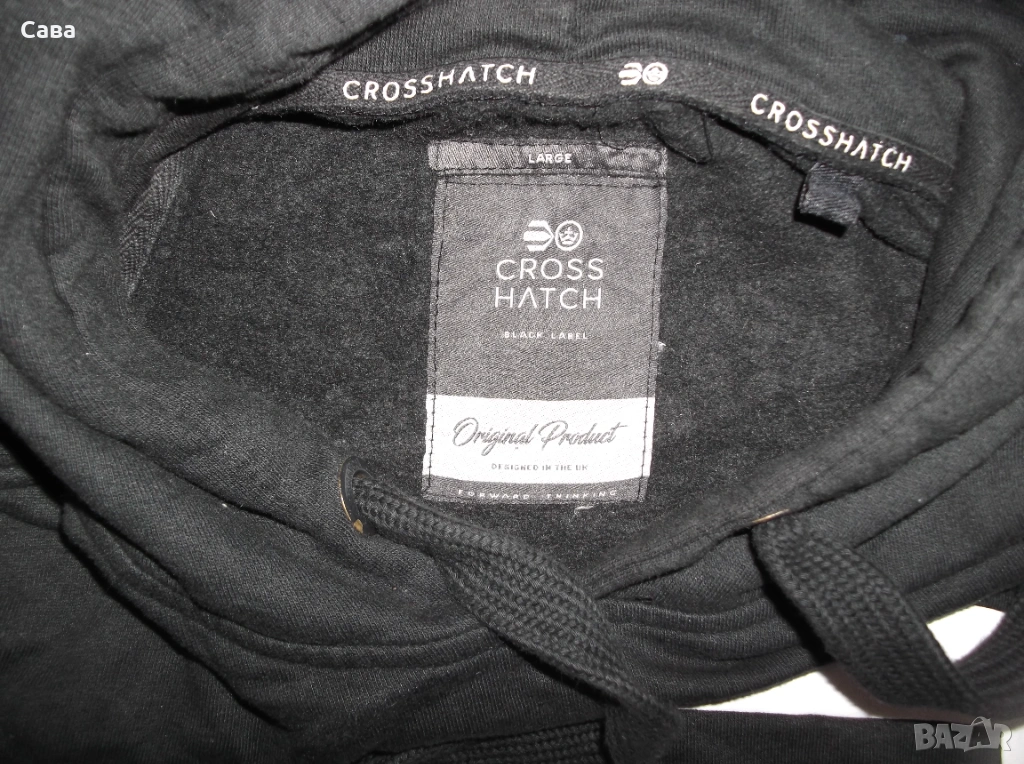 Сава
CROSSHATCH
CROSSHATCH
LARGE
CROSS
HATCH
BLACK LABEL
Original Product
DESIGNED IN THE UK
FORWARD THINKING
BAZAR